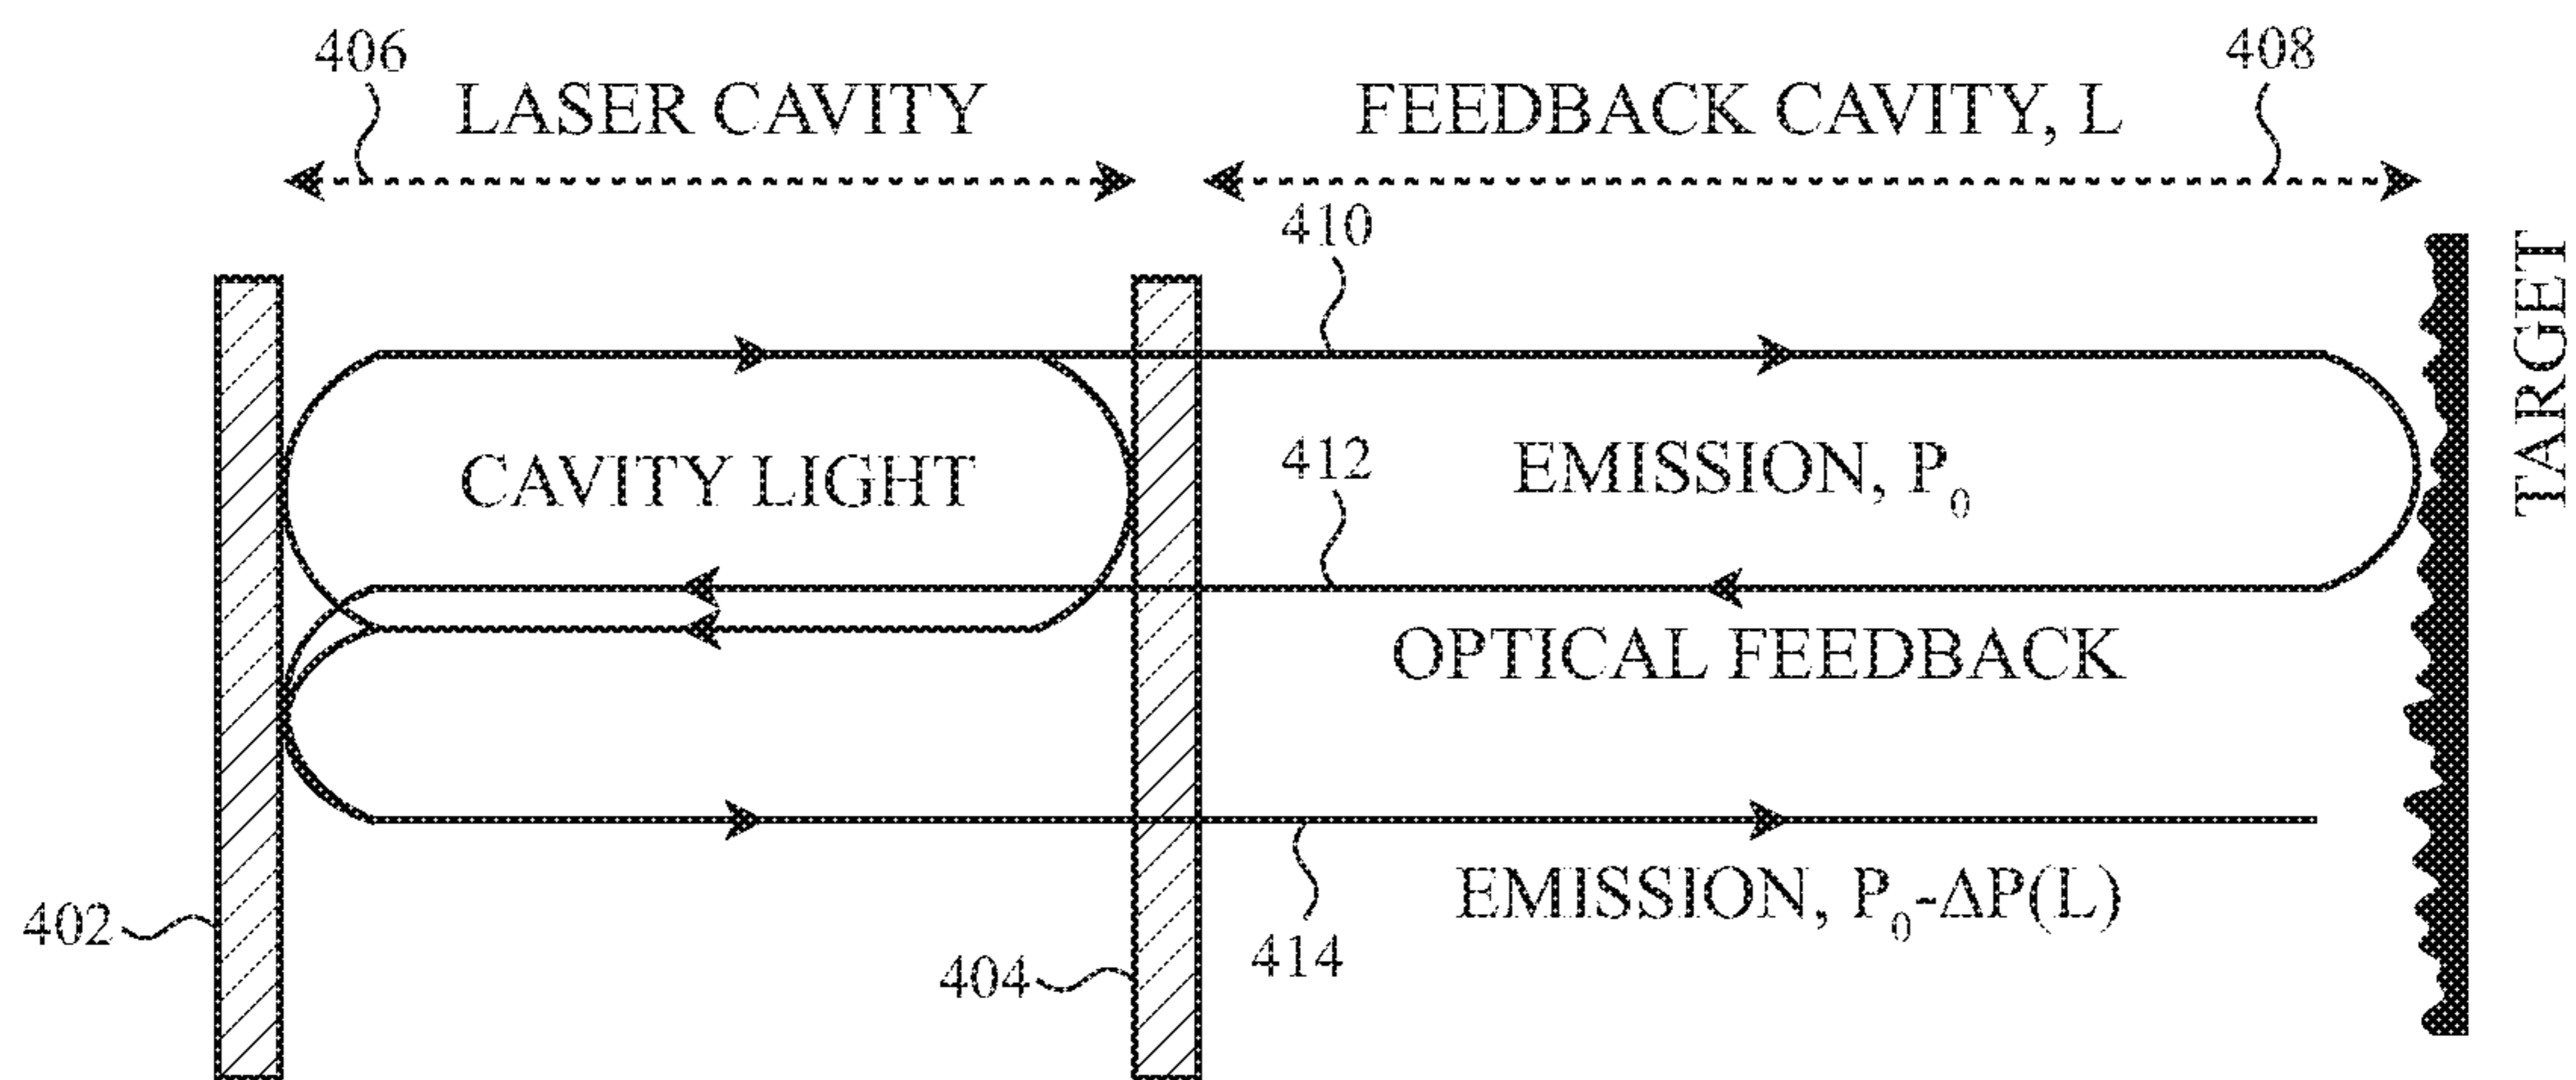 406
408
LASER CAVITY
FEEDBACK CAVITY, L
410
TARGET
CAVITY LIGHT
412
EMISSION, P₀
OPTICAL FEEDBACK
EMISSION, P₀-ΔP(L)
402
404
414